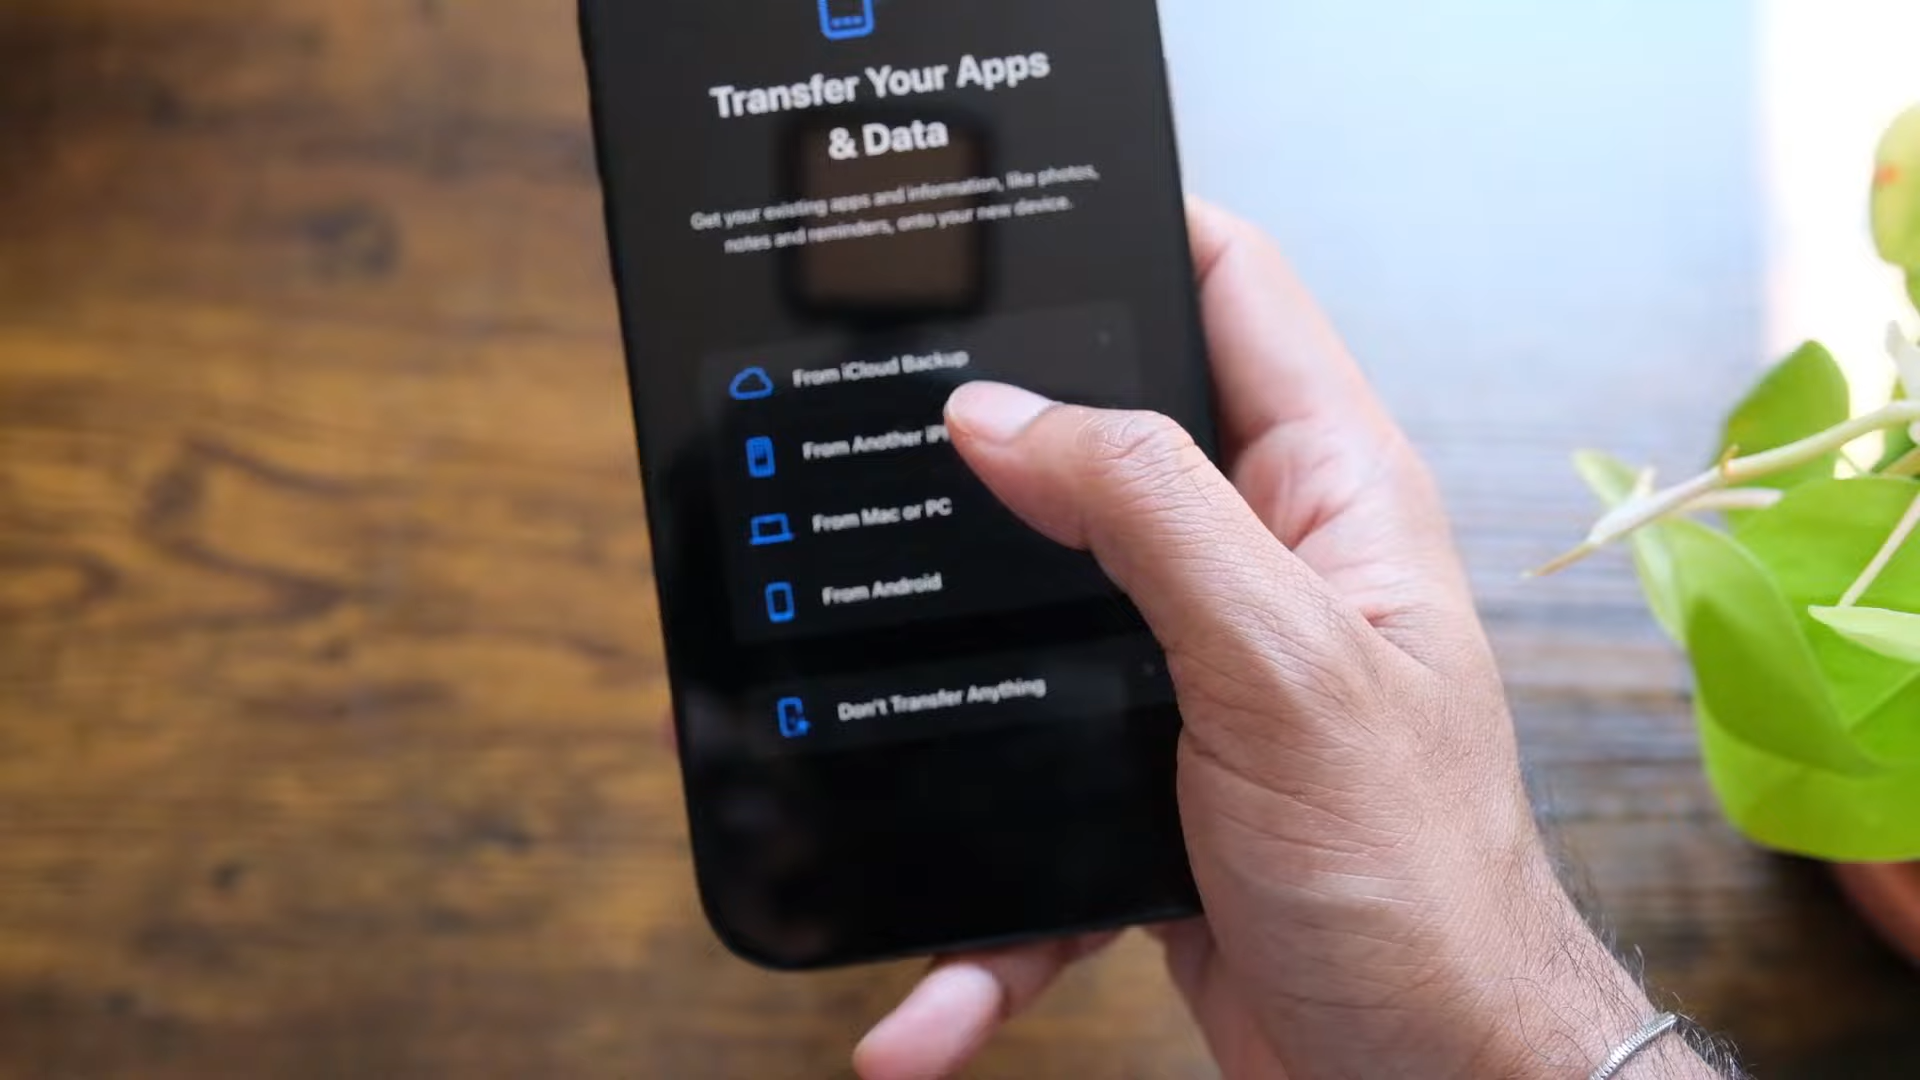 Transfer Your Apps
& Data
Get your existing apps and information, like photos,
notes and reminders, onto your new device.
From iCloud Backup
From Another
From Mac or PC
From Android
Don't Transfer Anything